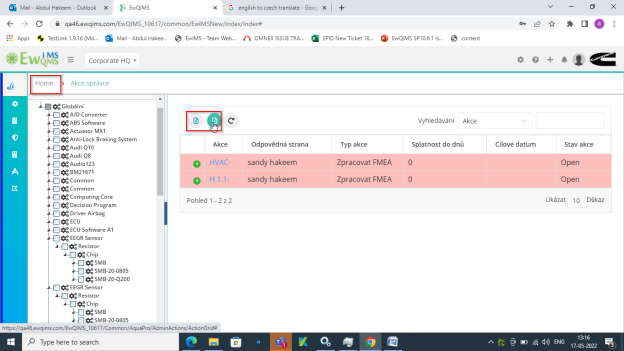 Mail - Abdul Hakeem - Outlook
EwQIMS
english to czech translate - Goo
qa46.ewqims.com/EwQIMS_10617/common/EwIMSNew/Index/Index#
Apps
TestLink 1.9.16 (Mo...
Mail - Abdul Hakee...
EwIMS - Team Web...
OMNEX ISSUE TRA...
SPID New Ticket 18...
EwQIMS SP10.6.1 Is...
content
EwIMS
QMS
Corporate HQ
Home
Akce správce
Globální
A/D Converter
ABS Software
Actuator MX1
Anti-Lock Braking System
Audi Q10
Audi Q8
Audio123
BM21671
Common
Common
Computing Core
Decision Program
Driver Airbag
ECU
ECU Software A1
EEGR Sensor
Resistor
Chip
SMB
SMB-20-0805
SMB-20-Q200
EEGR Sensor
Resistor
Chip
SMB
SMB-20-0805
Vyhledávání
Akce
Akce Odpovědná strana Typ akce Splatnost do dnů Cílové datum Stav akce
HVAC- sandy hakeem Zpracovat FMEA 0 Open
H 1.1- sandy hakeem Zpracovat FMEA 0 Open
Pohled 1 - 2 z 2
Ukázat 10 Důkaz
https://qa46.ewqims.com/EwQIMS_10617/Common/AquaPro/AdminActions/ActionGrid#
Type here to search
ENG
13:16
17-05-2022